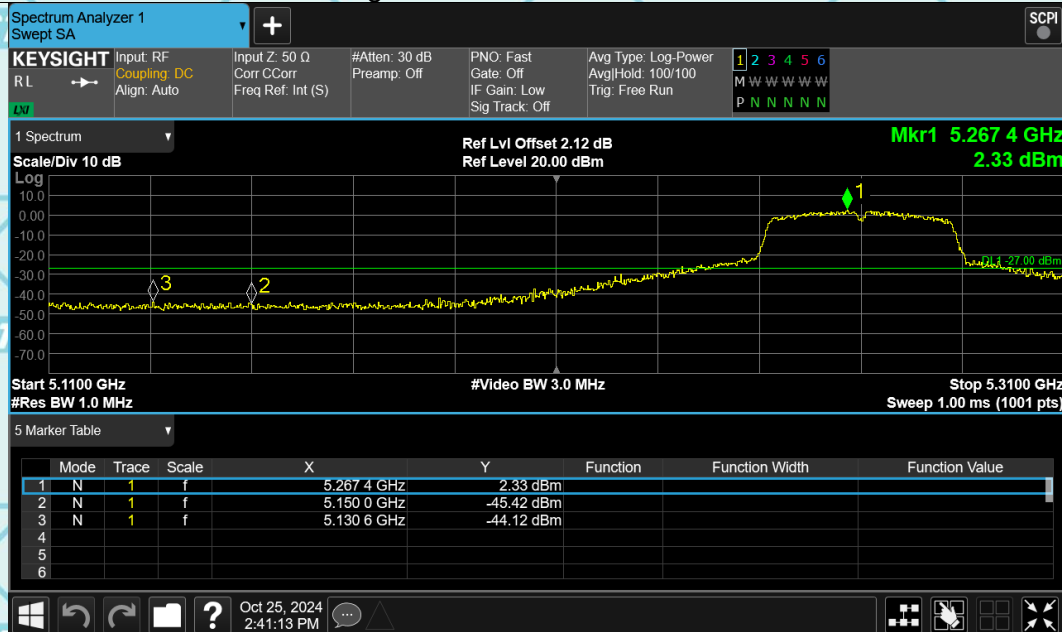 Spectrum Analyzer 1
Swept SA
SCPI
KEYSIGHT
RL
LXI
Input: RF
Coupling: DC
Align: Auto
Input Z: 50 Ω
Corr CCorr
Freq Ref: Int (S)
#Atten: 30 dB
Preamp: Off
PNO: Fast
Gate: Off
IF Gain: Low
Sig Track: Off
Avg Type: Log-Power
Avg|Hold: 100/100
Trig: Free Run
1 2 3 4 5 6
M W W W W W
P N N N N N
1 Spectrum
Scale/Div 10 dB
Ref Lvl Offset 2.12 dB
Ref Level 20.00 dBm
Mkr1 5.267 4 GHz
2.33 dBm
Log
10.0
0.00
-10.0
-20.0
-30.0
-40.0
-50.0
-60.0
-70.0
1
2
3
DL1 -27.00 dBm
Start 5.1100 GHz
#Res BW 1.0 MHz
#Video BW 3.0 MHz
Stop 5.3100 GHz
Sweep 1.00 ms (1001 pts)
5 Marker Table
Mode Trace Scale X Y Function Function Width Function Value
1 N 1 f 5.267 4 GHz 2.33 dBm
2 N 1 f 5.150 0 GHz -45.42 dBm
3 N 1 f 5.130 6 GHz -44.12 dBm
4
5
6
?
Oct 25, 2024
2:41:13 PM